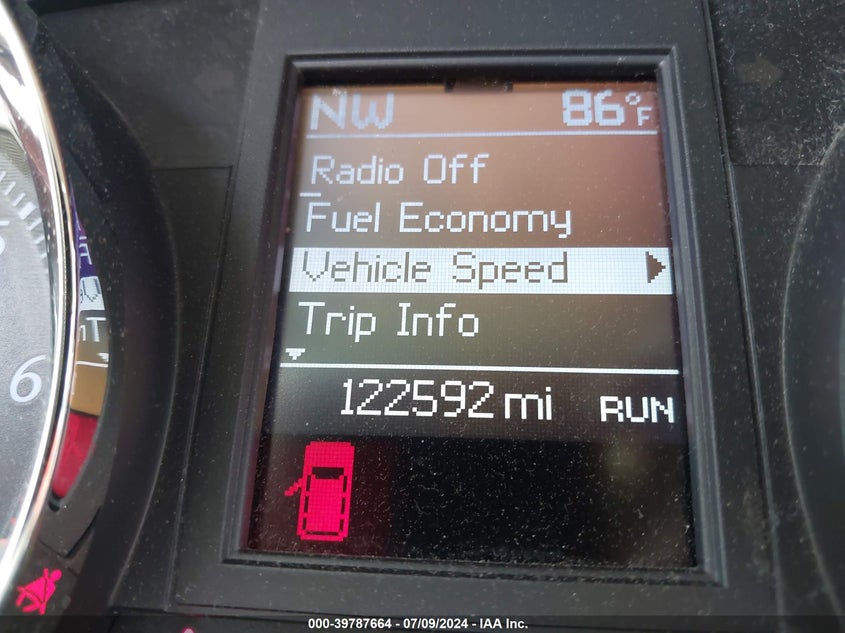 NW 86°F
Radio Off
Fuel Economy
Vehicle Speed
Trip Info
122592 mi RUN
6
000-39787664 - 07/09/2024 - IAA Inc.